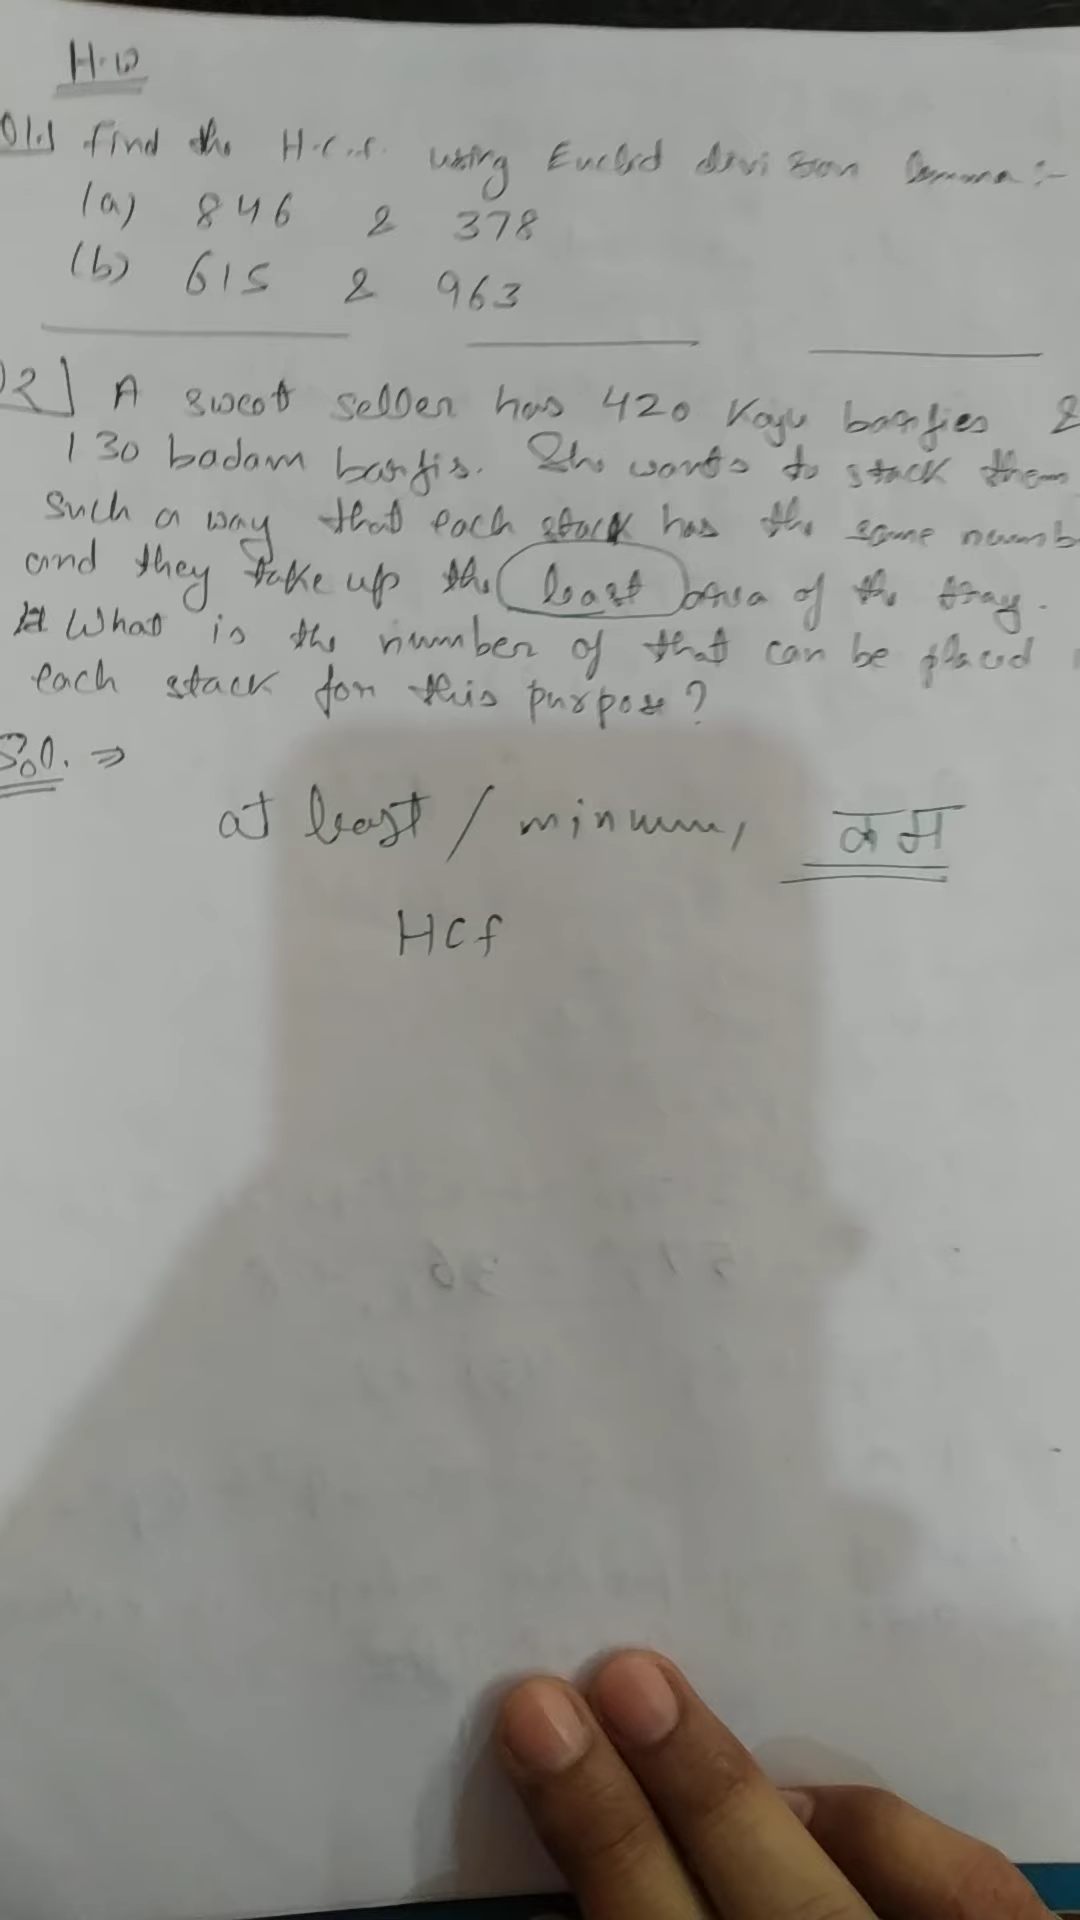 H.W
Q1.] Find the H.C.f. using Euclid division lemma :-
(a) 846 & 378
(b) 615 & 963
Q2] A sweet seller has 420 Kaju barfies &
130 badam barfis. She wants to stack them
such a way that each stack has the same numb
and they take up the least area of the tray.
What is the number of that can be placed
each stack for this purpose?
Sol. ⇒
at least / minimum, कम
HCf